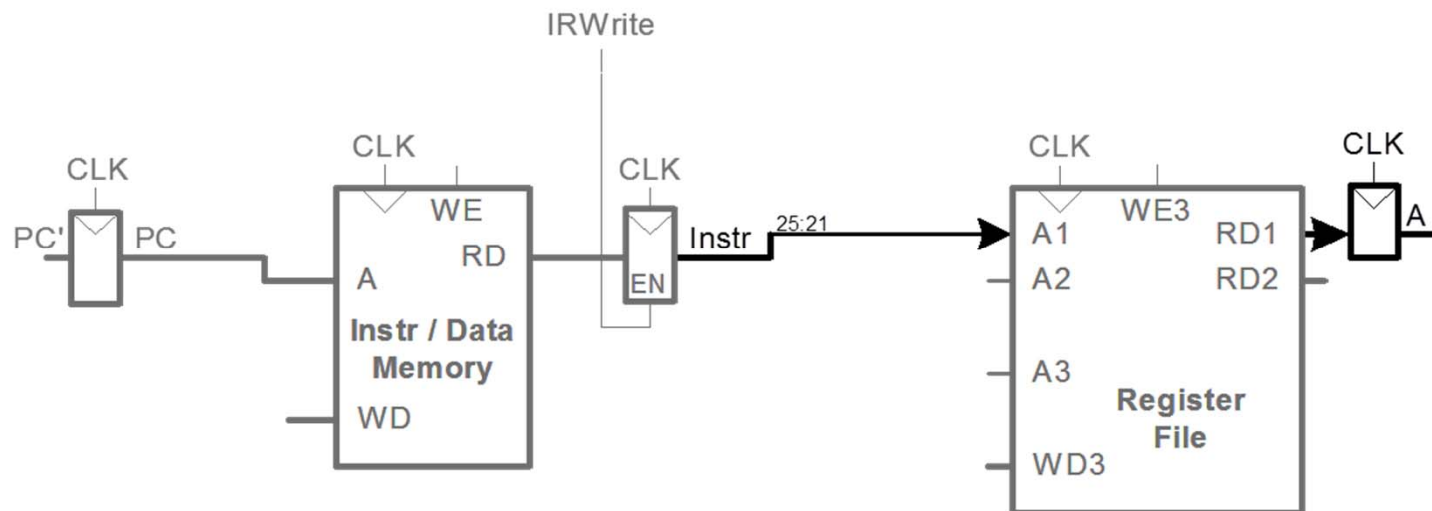 IRWrite
CLK
CLK
CLK
CLK
CLK
PC'
PC
WE
RD
A
EN
Instr / Data
Memory
WD
Instr
25:21
WE3
A1
RD1
A2
RD2
A3
Register
File
WD3
A